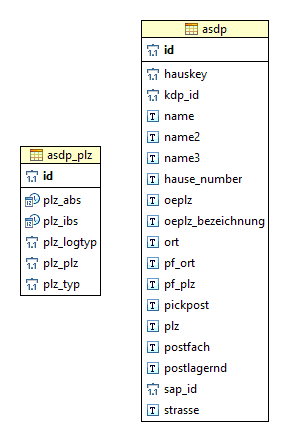 asdp_plz
id
plz_abs
plz_ibs
plz_logtyp
plz_plz
plz_typ
asdp
id
hauskey
kdp_id
name
name2
name3
hause_number
oeplz
oeplz_bezeichnung
ort
pf_ort
pf_plz
pickpost
plz
postfach
postlagernd
sap_id
strasse